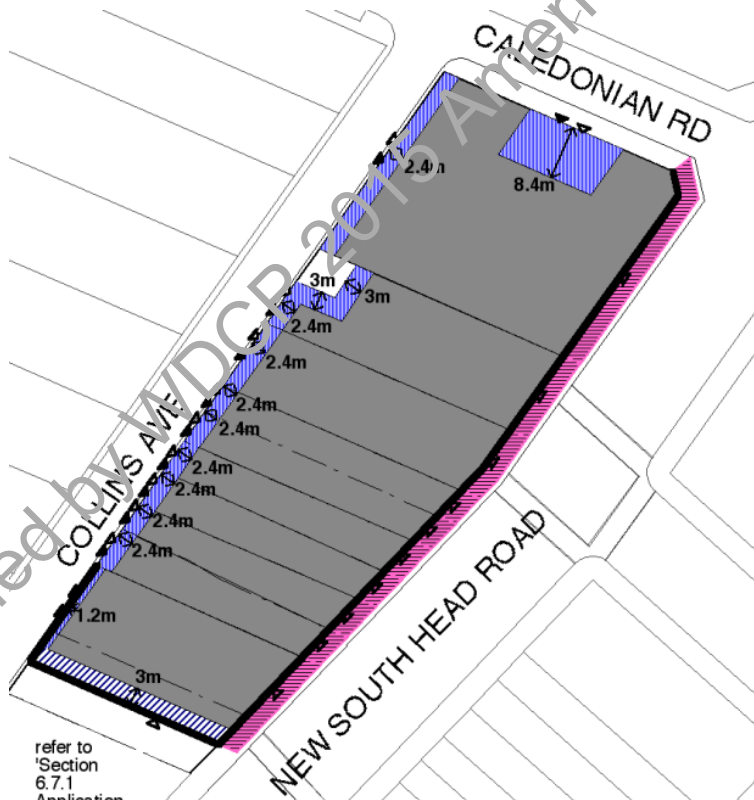 CALEDONIAN RD
2.4m
8.4m
3m
3m
2.4m
2.4m
2.4m
2.4m
2.4m
2.4m
2.4m
2.4m
1.2m
3m
COLLINS AVE
NEW SOUTH HEAD ROAD
refer to
'Section
6.7.1
Application
by WDCP 2015 Amen